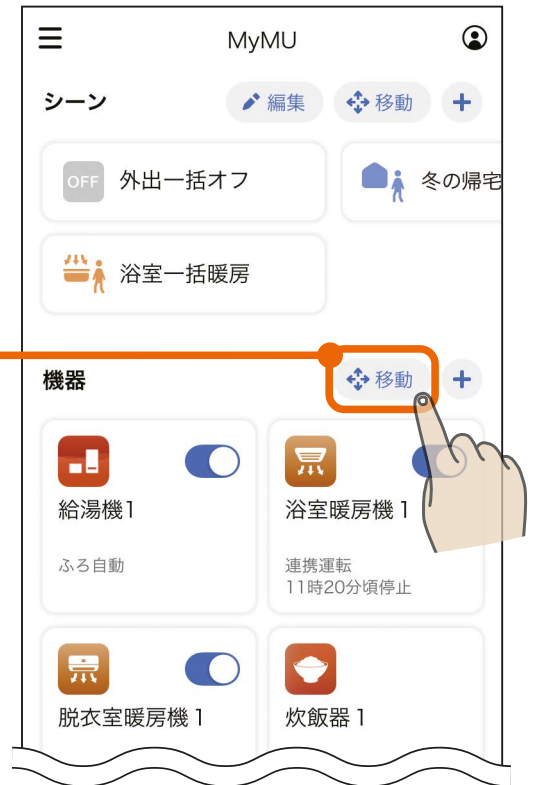 MyMU
シーン
編集
移動
OFF
外出一括オフ
冬の帰宅
浴室一括暖房
機器
移動
給湯機1
ふろ自動
浴室暖房機 1
連携運転
11時20分頃停止
脱衣室暖房機 1
炊飯器 1